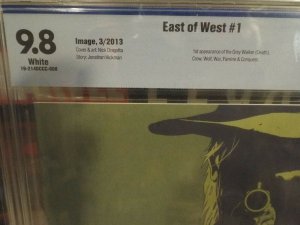 East of West #1
9.8
White
Image, 3/2013
Cover & art: Nick Dragotta
Story: Jonathan Hickman
1st appearance of the Grey Walker (Death),
Crow, Wolf, War, Famine & Conquest.